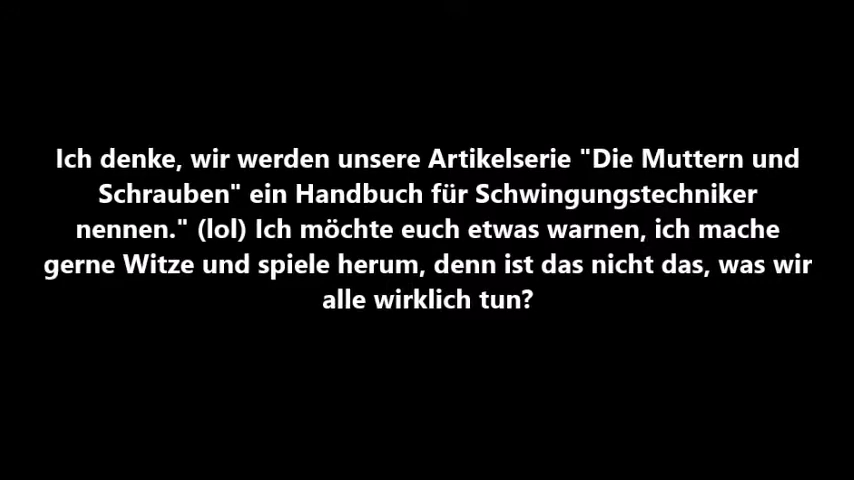 Ich denke, wir werden unsere Artikelserie "Die Muttern und
Schrauben" ein Handbuch für Schwingungstechniker
nennen." (lol) Ich möchte euch etwas warnen, ich mache
gerne Witze und spiele herum, denn ist das nicht das, was wir
alle wirklich tun?